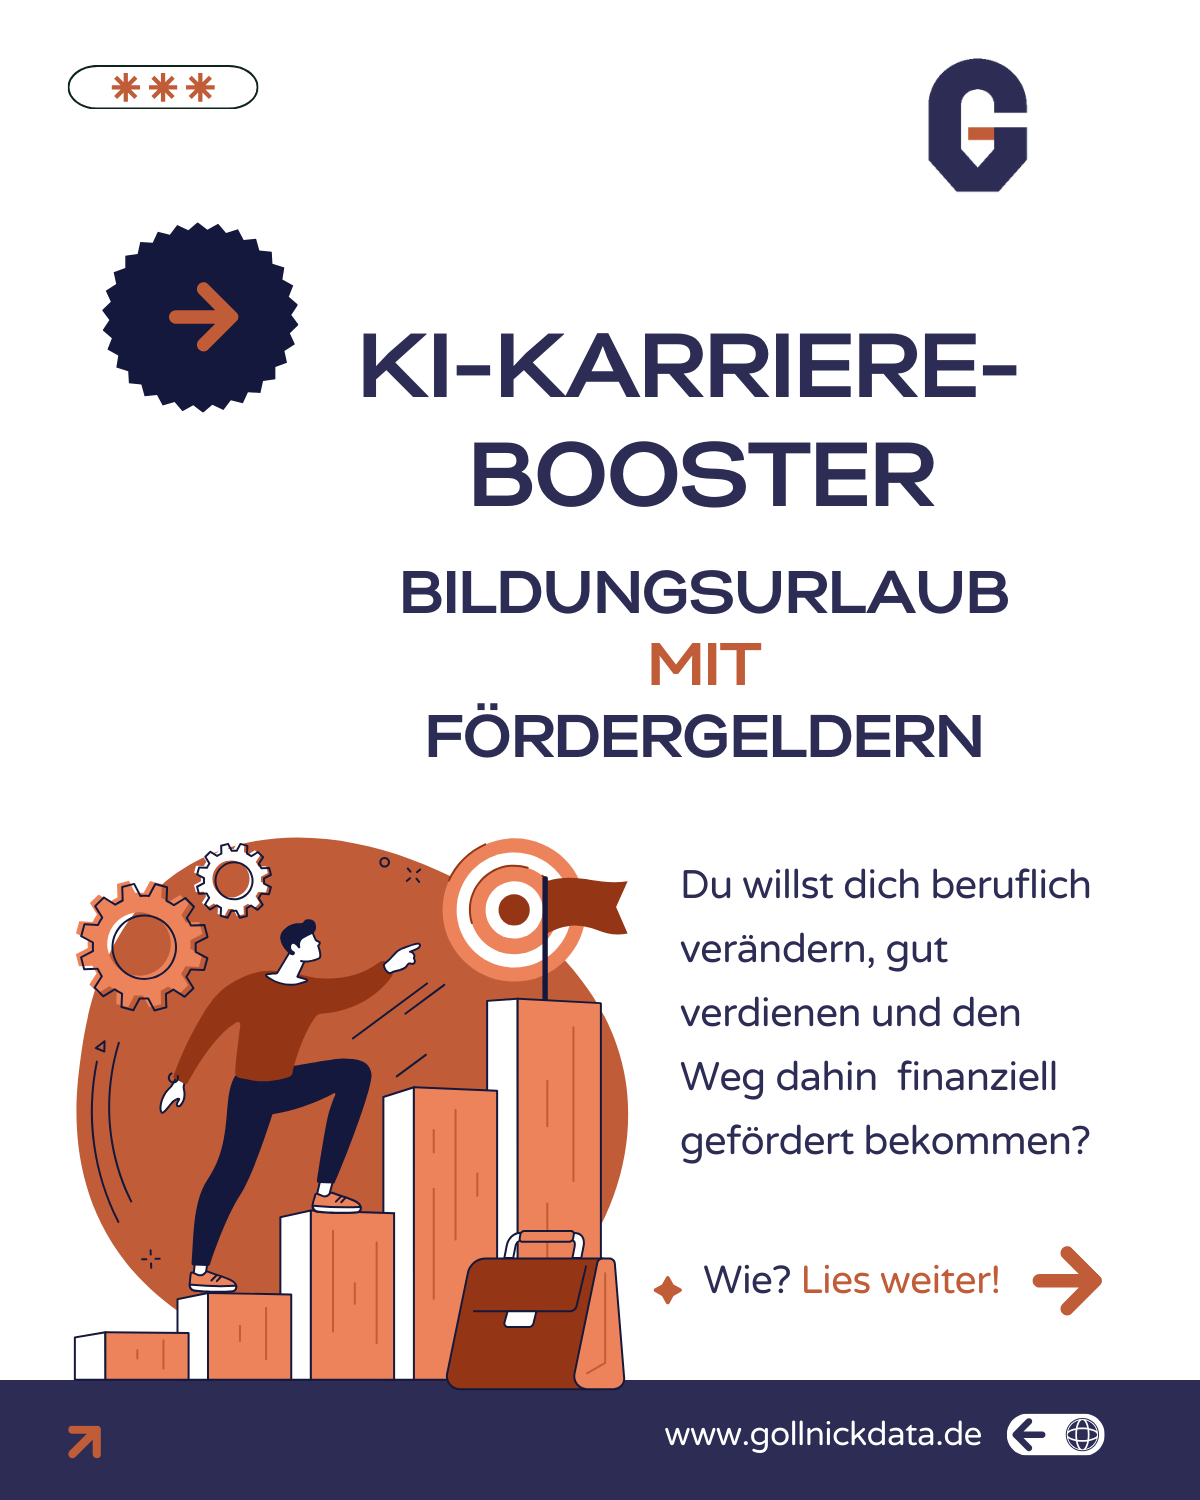 KI-KARRIERE-
BOOSTER
BILDUNGSURLAUB
MIT
FÖRDERGELDERN
Du willst dich beruflich
verändern, gut
verdienen und den
Weg dahin finanziell
gefördert bekommen?
Wie? Lies weiter!
www.gollnickdata.de